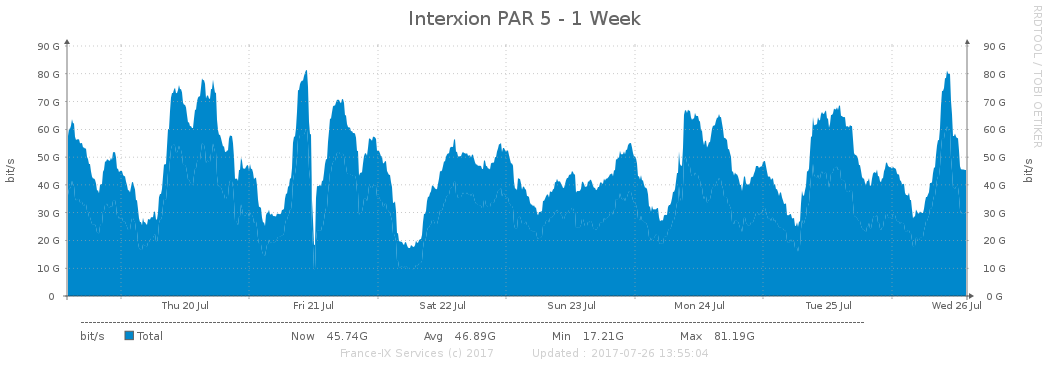 Interxion PAR 5 - 1 Week
RRDTOOL / TOBI OETIKER
90 G 90 G
80 G 80 G
70 G 70 G
60 G 60 G
50 G 50 G
40 G 40 G
30 G 30 G
20 G 20 G
10 G 10 G
0 0 G
bit/s bit/s
Thu 20 Jul Fri 21 Jul Sat 22 Jul Sun 23 Jul Mon 24 Jul Tue 25 Jul Wed 26 Jul
bit/s Total Now 45.74G Avg 46.89G Min 17.21G Max 81.19G
France-IX Services (c) 2017 Updated : 2017-07-26 13:55:04